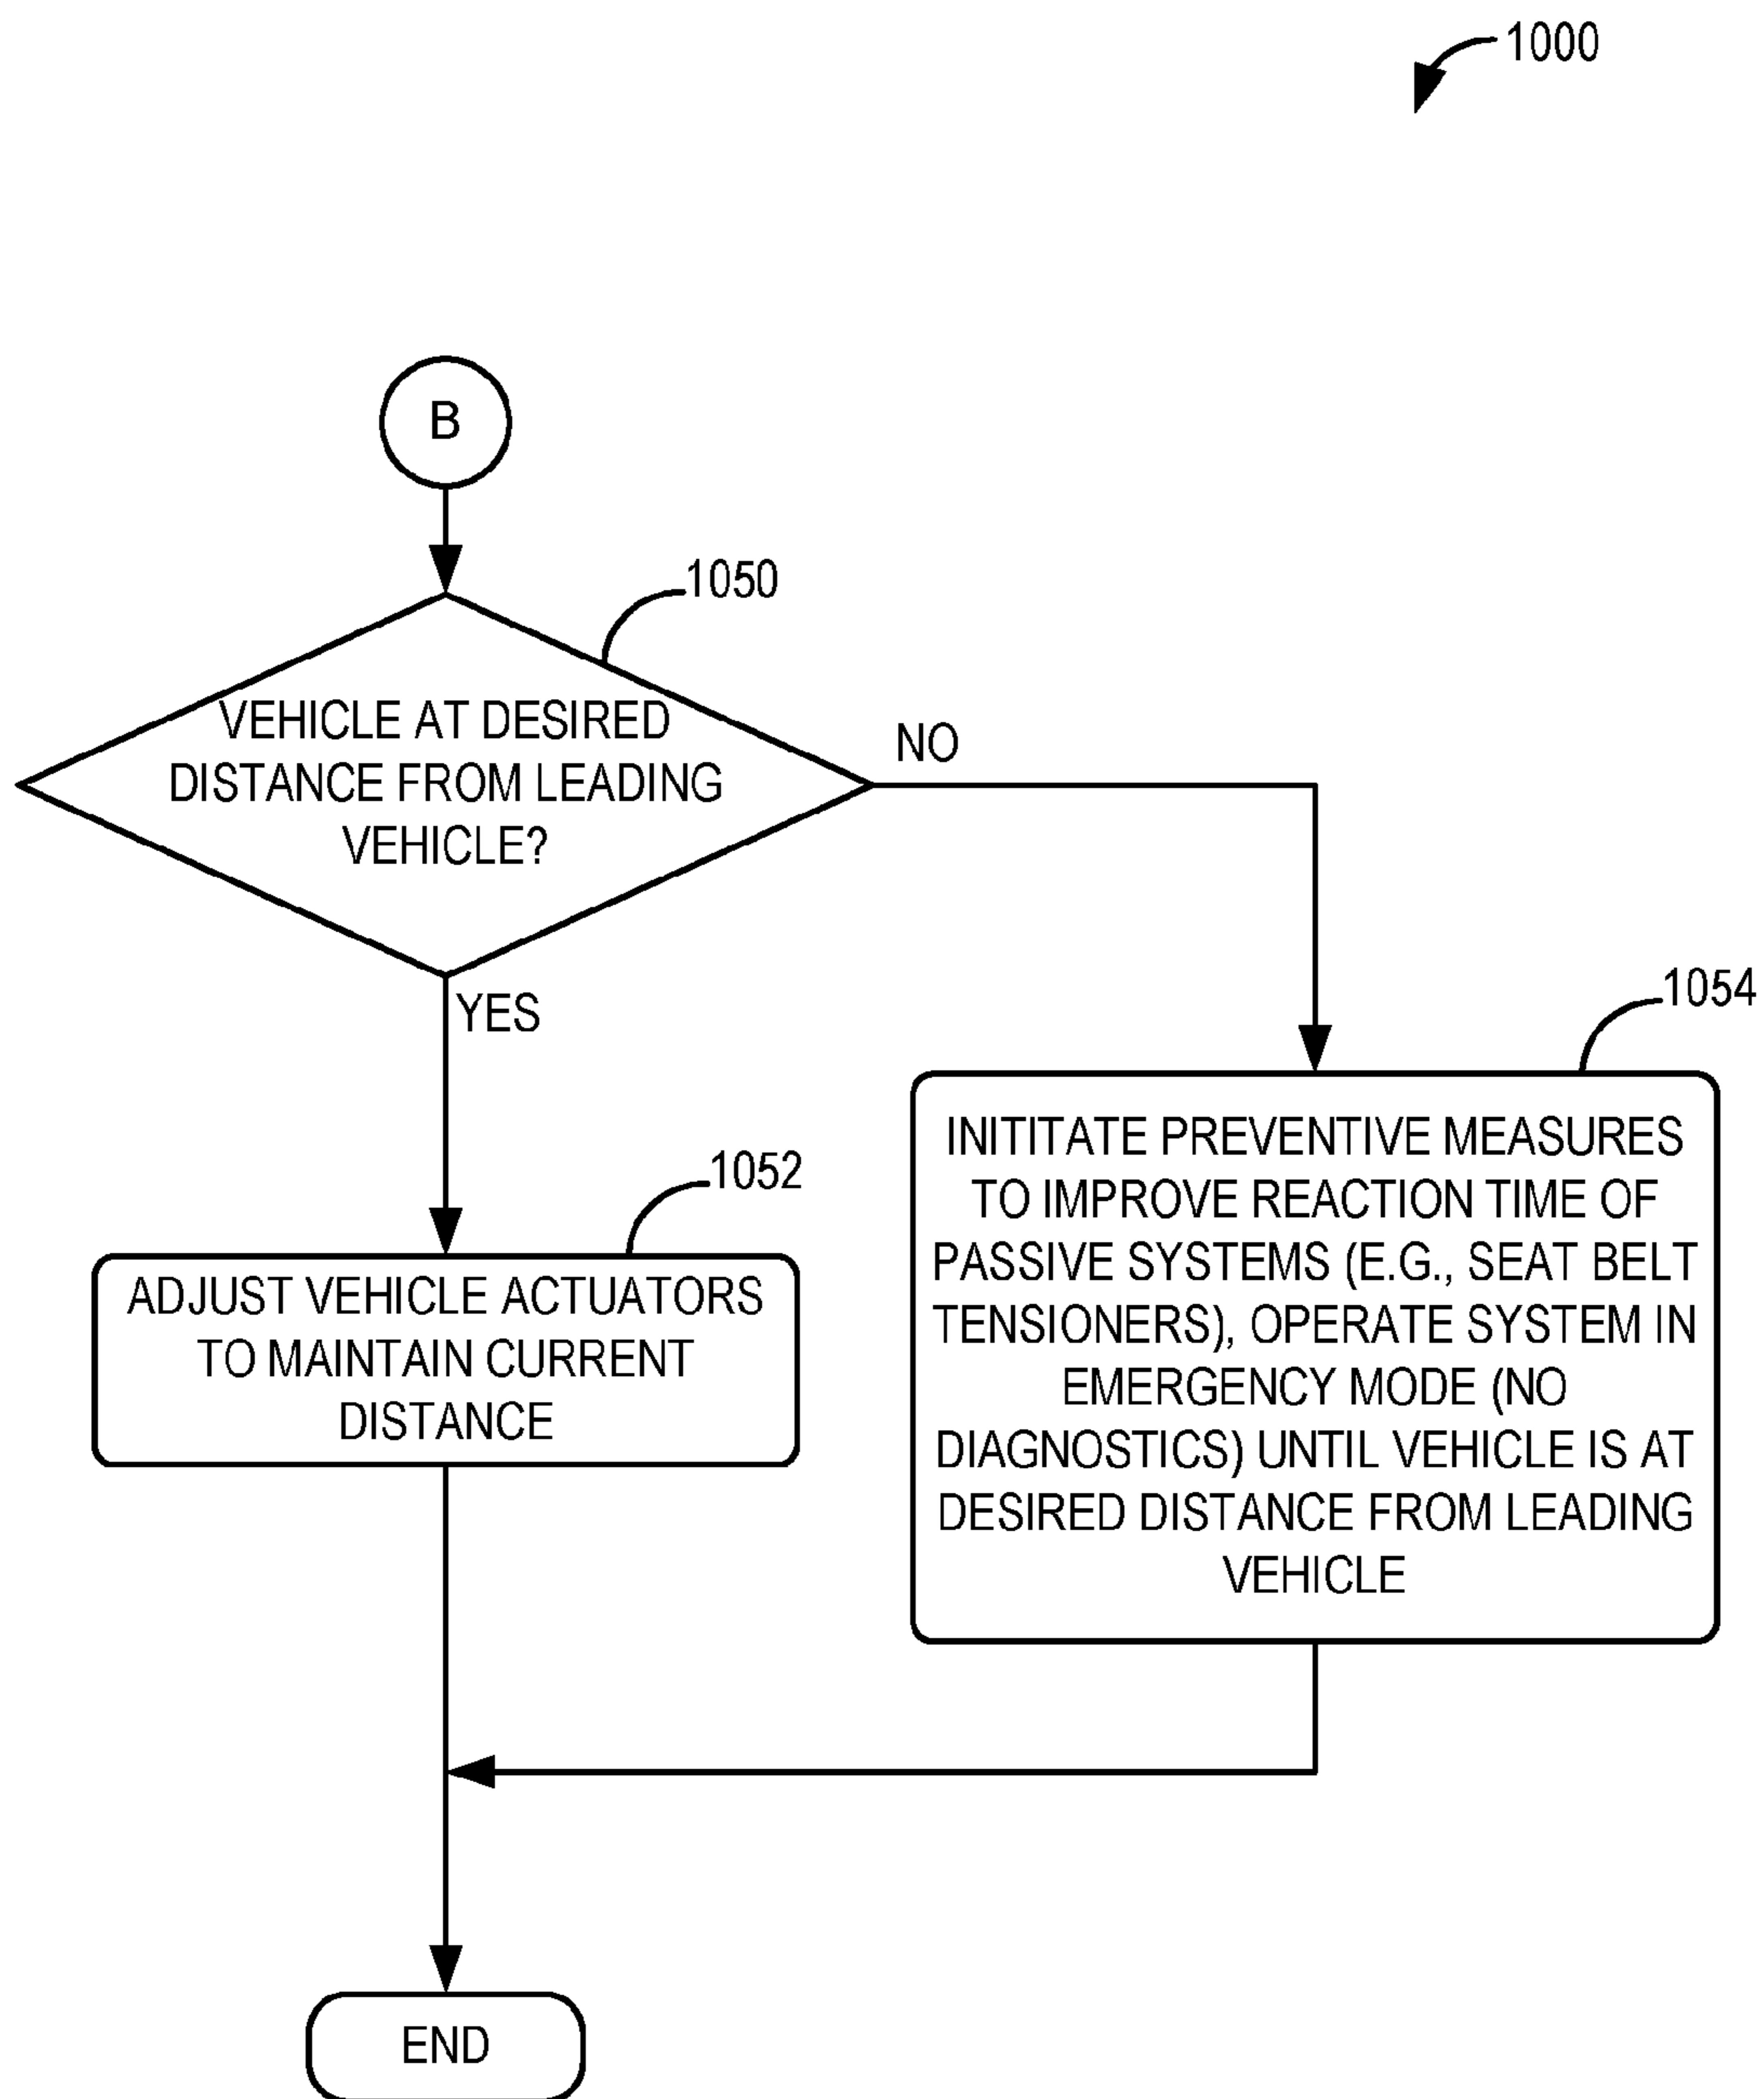 1000
B
1050
VEHICLE AT DESIRED
DISTANCE FROM LEADING
VEHICLE?
NO
YES
1054
INITITATE PREVENTIVE MEASURES
TO IMPROVE REACTION TIME OF
PASSIVE SYSTEMS (E.G., SEAT BELT
TENSIONERS), OPERATE SYSTEM IN
EMERGENCY MODE (NO
DIAGNOSTICS) UNTIL VEHICLE IS AT
DESIRED DISTANCE FROM LEADING
VEHICLE
1052
ADJUST VEHICLE ACTUATORS
TO MAINTAIN CURRENT
DISTANCE
END